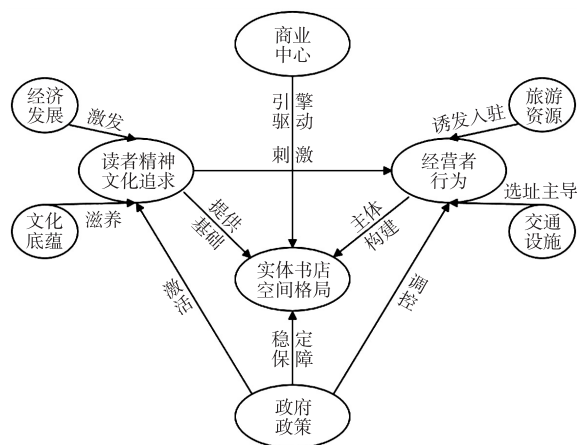 商业
中心
经济
发展
激发
引擎
驱动
诱发入驻
旅游
资源
读者精神
文化追求
刺激
经营者
行为
文化
底蕴
滋养
提供
基础
主体
构建
选址主导
交通
设施
实体书店
空间格局
激活
稳定
保障
调控
政府
政策